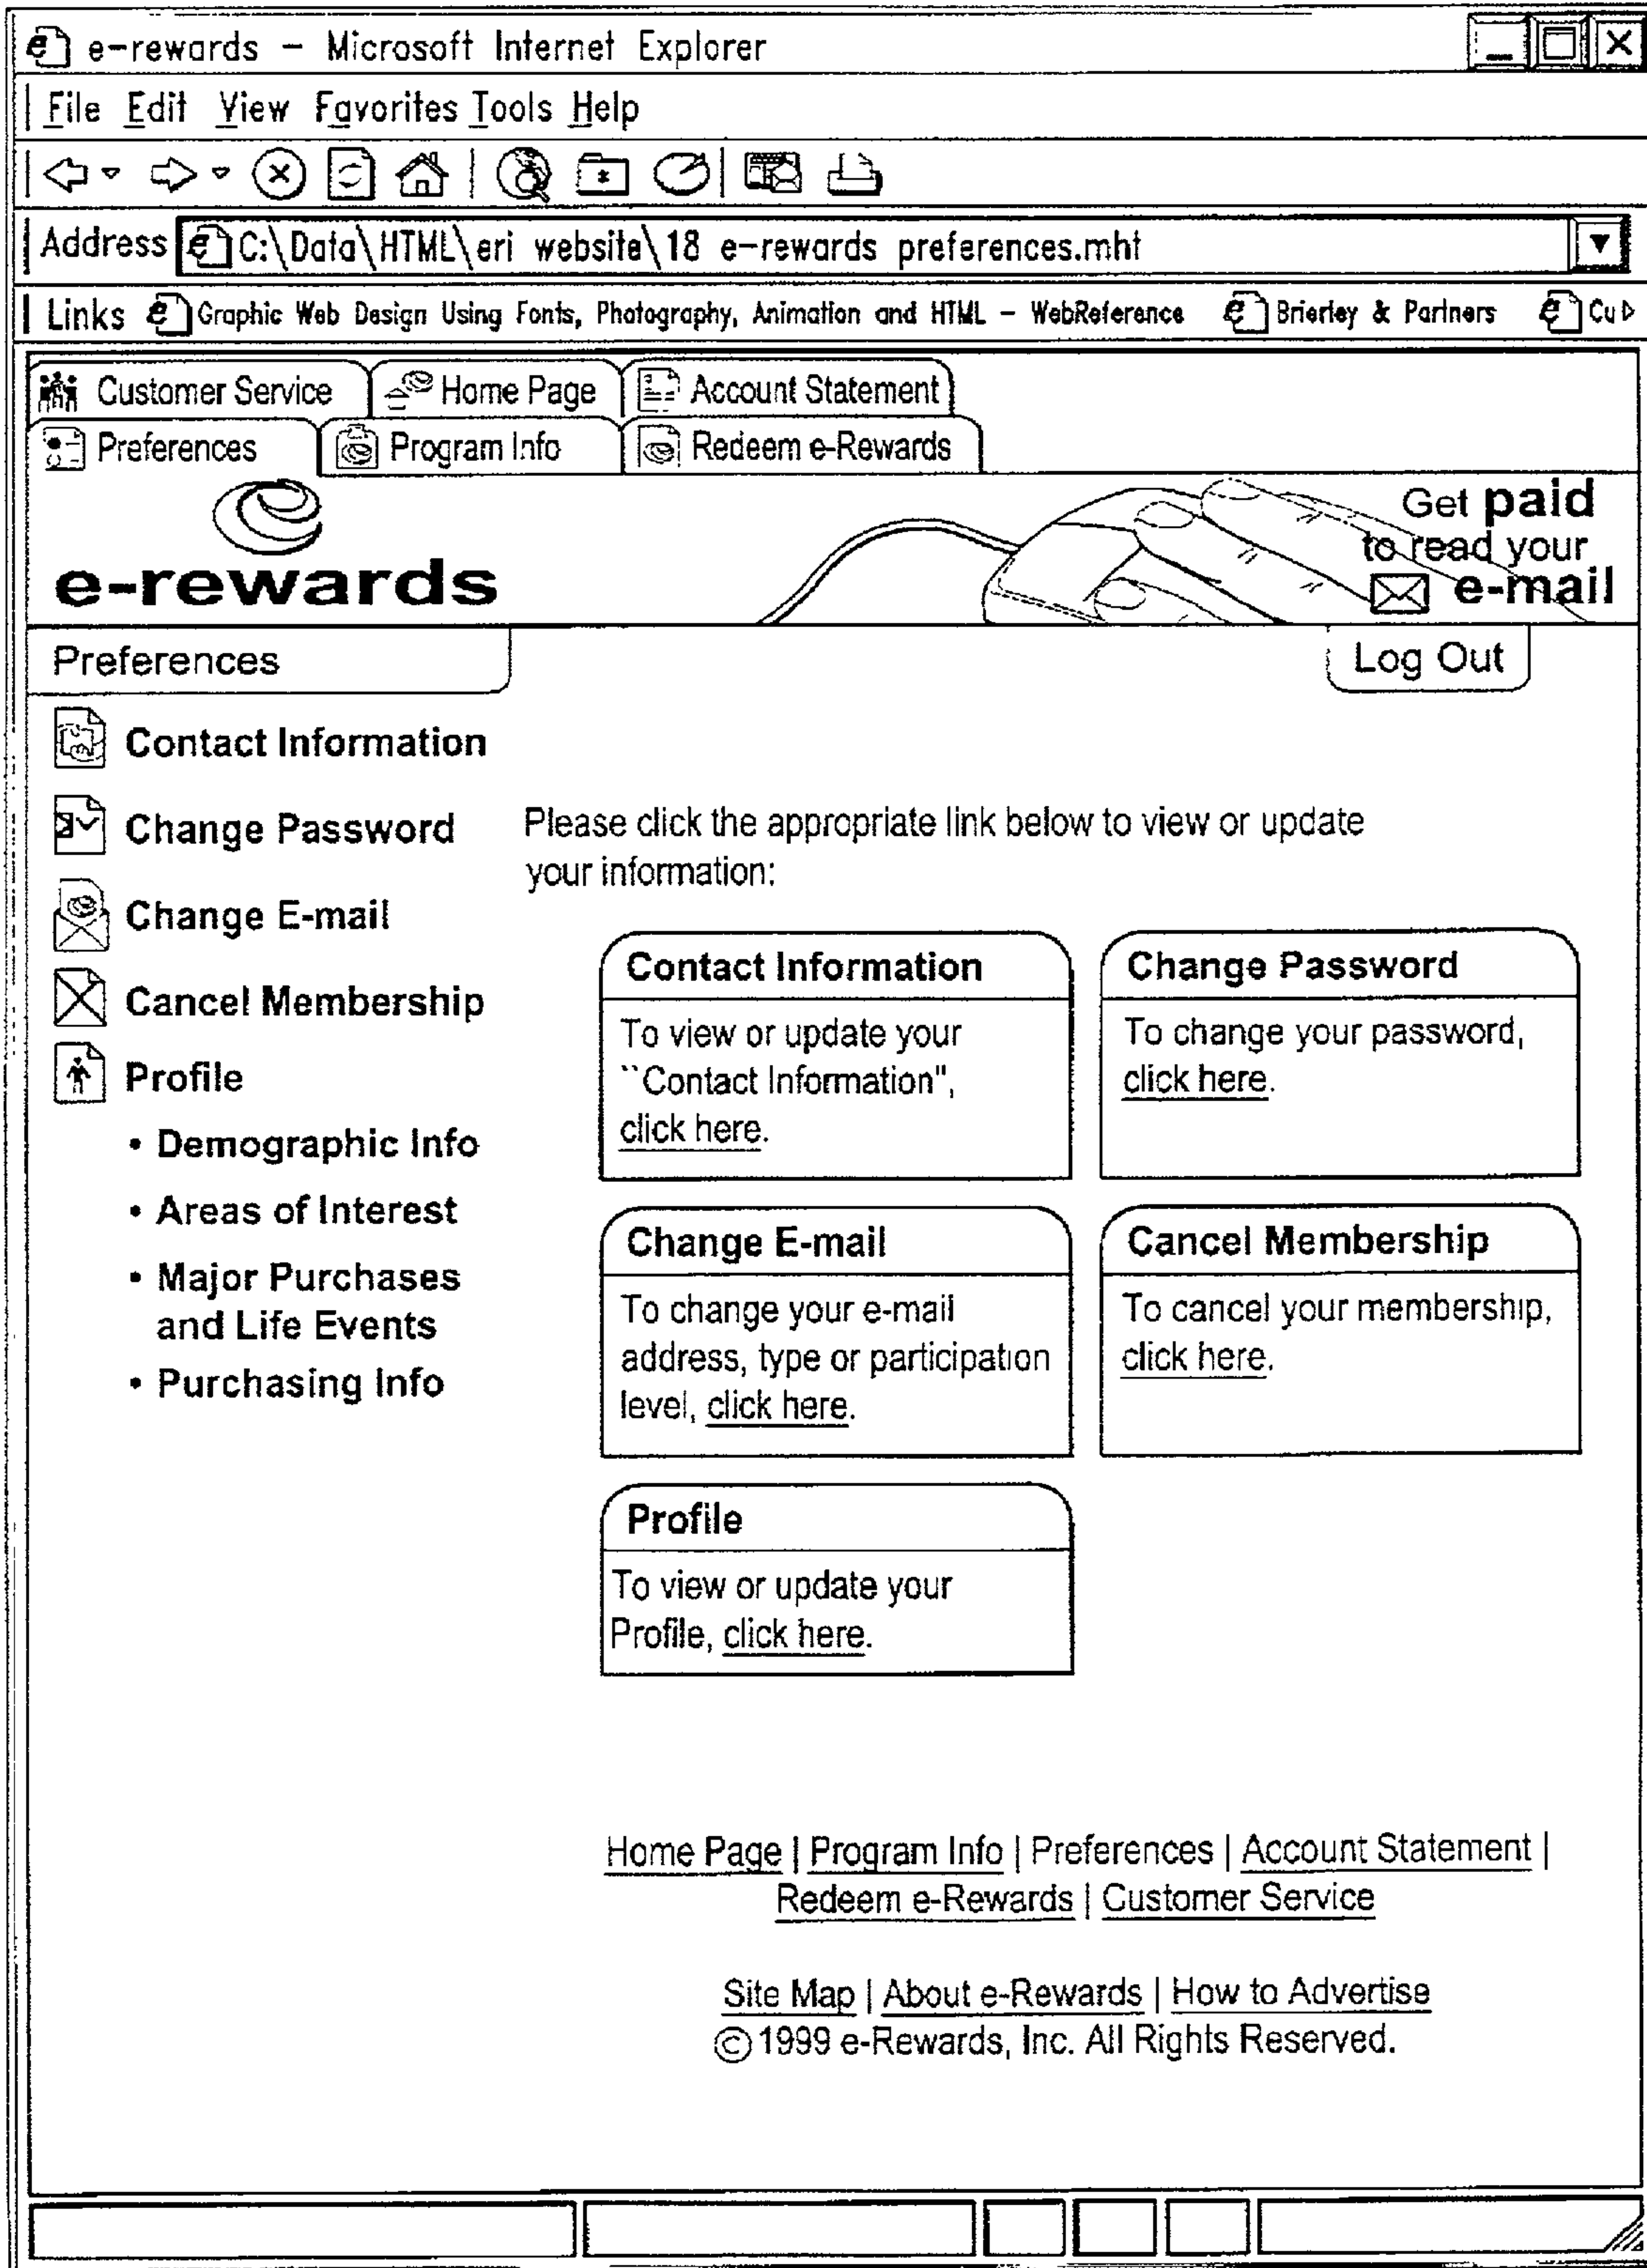 e-rewards - Microsoft Internet Explorer
File Edit View Favorites Tools Help
Address C:\Data\HTML\eri website\18 e-rewards preferences.mht
Links Graphic Web Design Using Fonts, Photography, Animation and HTML - WebReference Brierley & Partners Cu
Customer Service Home Page Account Statement
Preferences Program Info Redeem e-Rewards
Get paid
to read your
e-mail
e-rewards
Preferences Log Out
Contact Information
Change Password
Change E-mail
Cancel Membership
Profile
• Demographic Info
• Areas of Interest
• Major Purchases
and Life Events
• Purchasing Info
Please click the appropriate link below to view or update
your information:
Contact Information
To view or update your
``Contact Information",
click here.
Change Password
To change your password,
click here.
Change E-mail
To change your e-mail
address, type or participation
level, click here.
Cancel Membership
To cancel your membership,
click here.
Profile
To view or update your
Profile, click here.
Home Page | Program Info | Preferences | Account Statement |
Redeem e-Rewards | Customer Service
Site Map | About e-Rewards | How to Advertise
©1999 e-Rewards, Inc. All Rights Reserved.